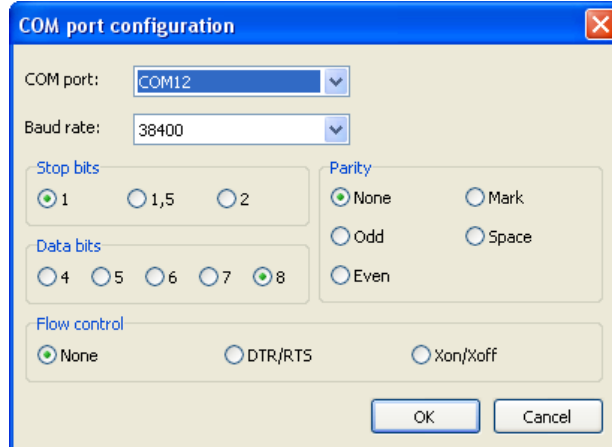 COM port configuration
COM port:
COM12
Baud rate:
38400
Stop bits
1
1,5
2
Parity
None
Mark
Odd
Space
Even
Data bits
4
5
6
7
8
Flow control
None
DTR/RTS
Xon/Xoff
OK
Cancel